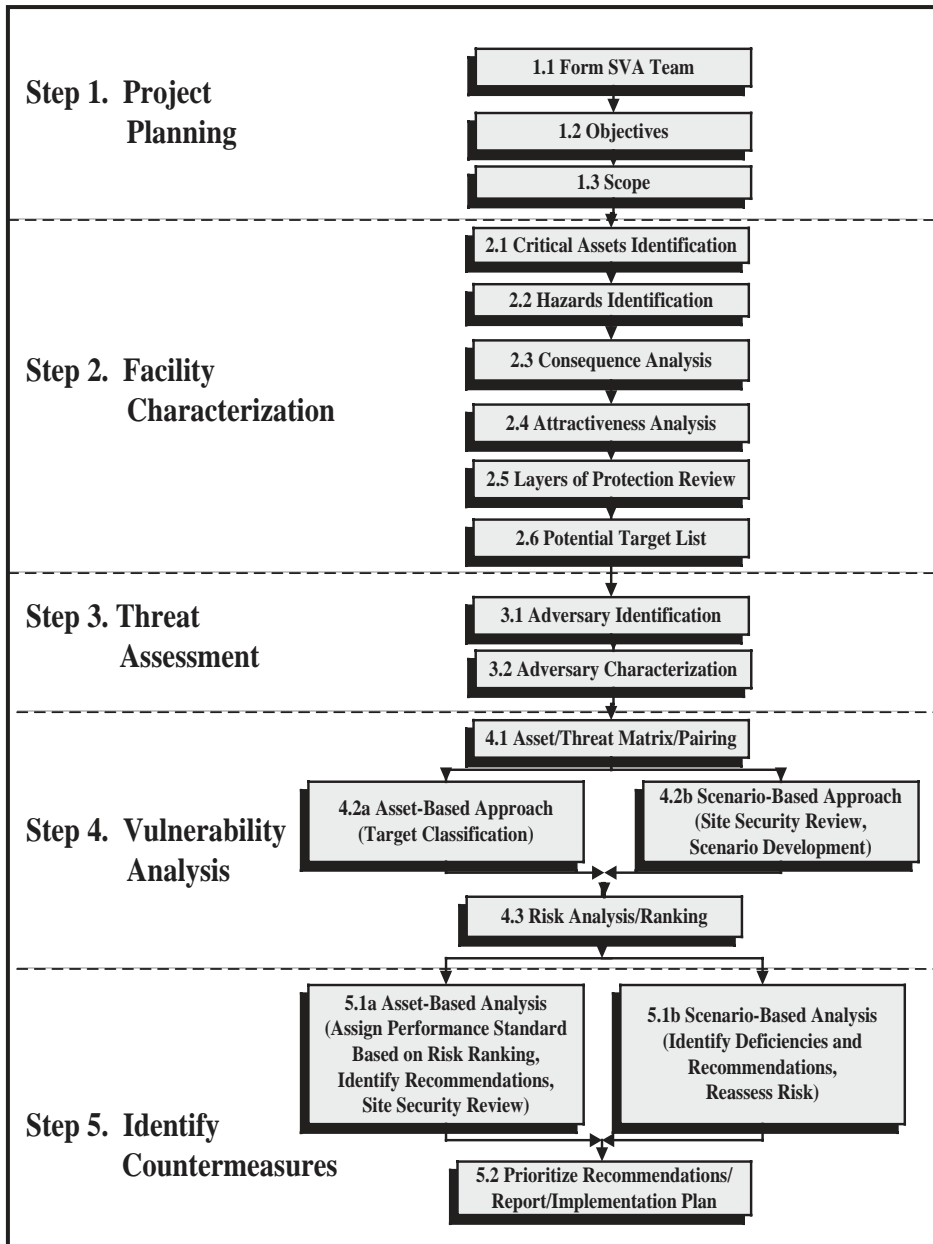 Step 1. Project
Planning
1.1 Form SVA Team
1.2 Objectives
1.3 Scope
Step 2. Facility
Characterization
2.1 Critical Assets Identification
2.2 Hazards Identification
2.3 Consequence Analysis
2.4 Attractiveness Analysis
2.5 Layers of Protection Review
2.6 Potential Target List
Step 3. Threat
Assessment
3.1 Adversary Identification
3.2 Adversary Characterization
Step 4. Vulnerability
Analysis
4.1 Asset/Threat Matrix/Pairing
4.2a Asset-Based Approach
(Target Classification)
4.2b Scenario-Based Approach
(Site Security Review,
Scenario Development)
4.3 Risk Analysis/Ranking
Step 5. Identify
Countermeasures
5.1a Asset-Based Analysis
(Assign Performance Standard
Based on Risk Ranking,
Identify Recommendations,
Site Security Review)
5.1b Scenario-Based Analysis
(Identify Deficiencies and
Recommendations,
Reassess Risk)
5.2 Prioritize Recommendations/
Report/Implementation Plan